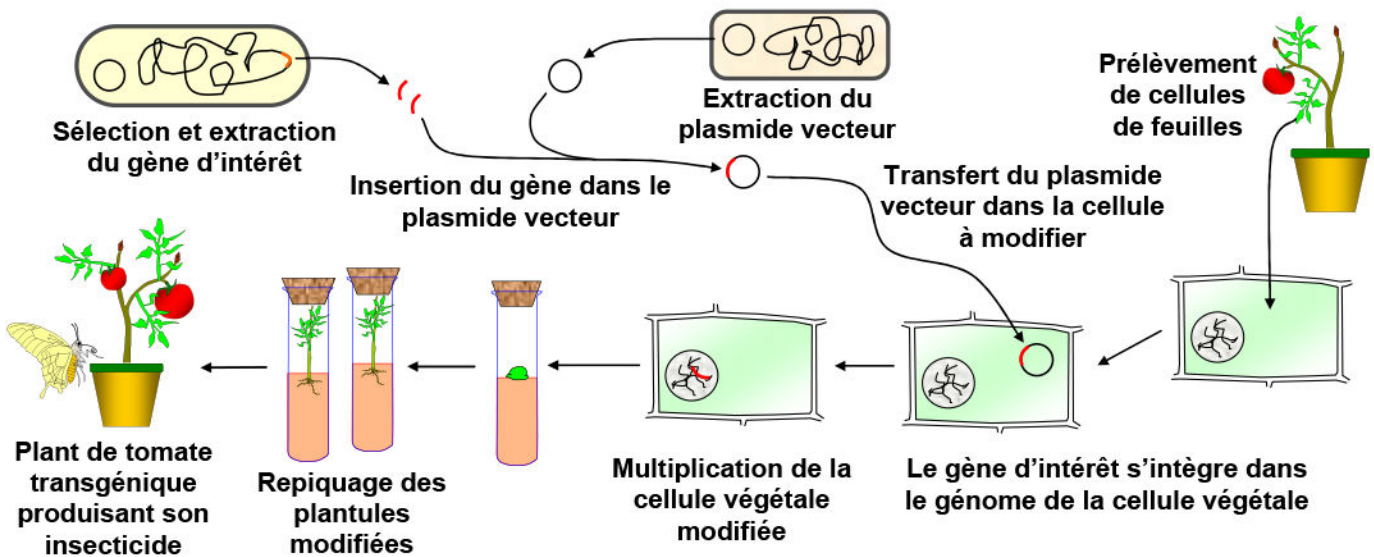 Sélection et extraction
du gène d'intérêt
Extraction du
plasmide vecteur
Prélèvement
de cellules
de feuilles
Insertion du gène dans le
plasmide vecteur
Transfert du plasmide
vecteur dans la cellule
à modifier
Plant de tomate
transgénique
produisant son
insecticide
Repiquage des
plantules
modifiées
Multiplication de la
cellule végétale
modifiée
Le gène d'intérêt s'intègre dans
le génome de la cellule végétale